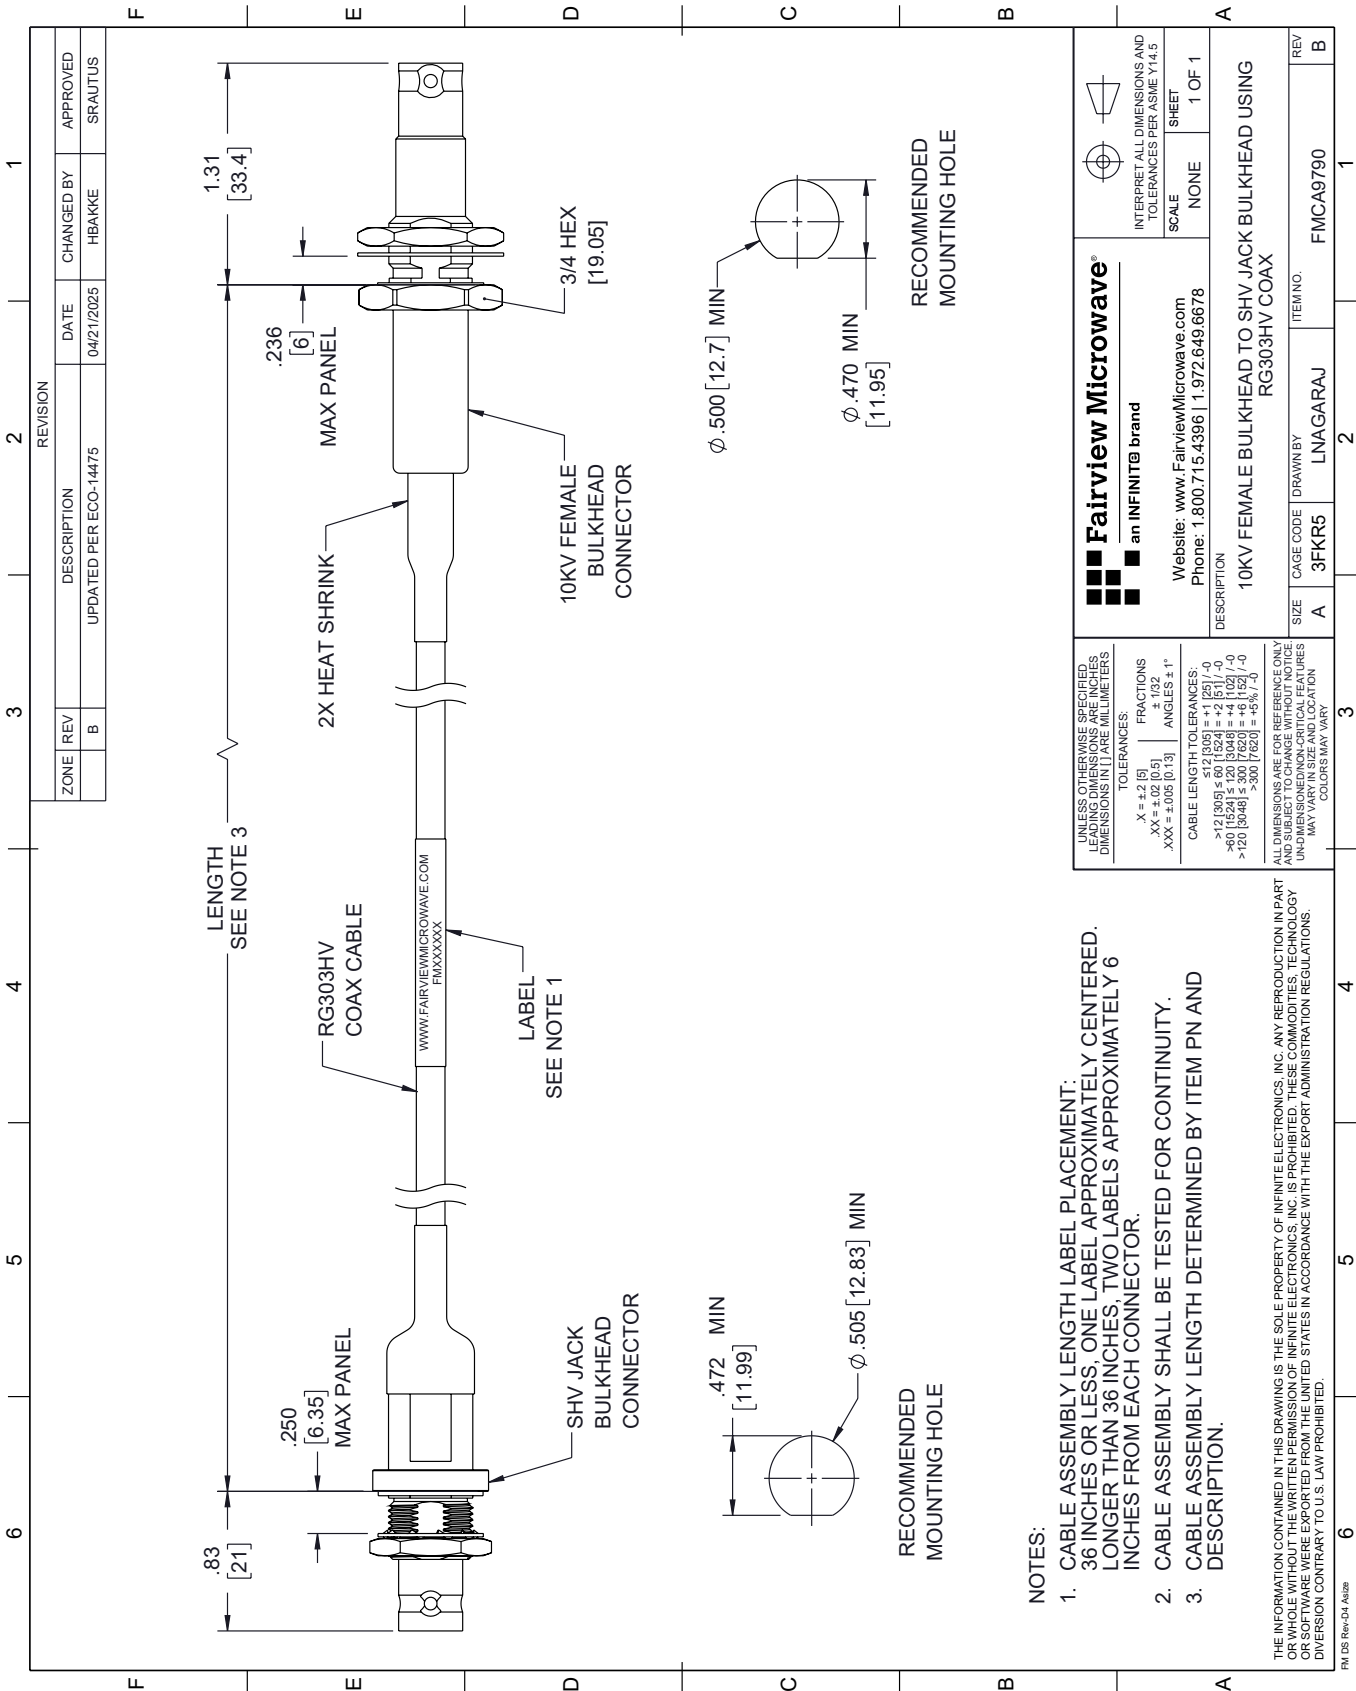 6
5
4
3
2
1
F
E
D
C
B
A
REVISION
ZONE
REV
DESCRIPTION
DATE
CHANGED BY
APPROVED
B
UPDATED PER ECO-14475
04/21/2025
HBAKKE
SRAUTUS
LENGTH
SEE NOTE 3
.83
[21]
.250
[6.35]
MAX PANEL
RG303HV
COAX CABLE
2X HEAT SHRINK
.236
[6]
MAX PANEL
1.31
[33.4]
WWW.FAIRVIEWMICROWAVE.COM
FMXXXXXX
SHV JACK
BULKHEAD
CONNECTOR
LABEL
SEE NOTE 1
10KV FEMALE
BULKHEAD
CONNECTOR
3/4 HEX
[19.05]
.472 MIN
[11.99]
Ø.505 [12.83] MIN
RECOMMENDED
MOUNTING HOLE
Ø.500 [12.7] MIN
Ø.470 MIN
[11.95]
RECOMMENDED
MOUNTING HOLE
NOTES:
1. CABLE ASSEMBLY LENGTH LABEL PLACEMENT:
36 INCHES OR LESS, ONE LABEL APPROXIMATELY CENTERED.
LONGER THAN 36 INCHES, TWO LABELS APPROXIMATELY 6
INCHES FROM EACH CONNECTOR.
2. CABLE ASSEMBLY SHALL BE TESTED FOR CONTINUITY.
3. CABLE ASSEMBLY LENGTH DETERMINED BY ITEM PN AND
DESCRIPTION.
THE INFORMATION CONTAINED IN THIS DRAWING IS THE SOLE PROPERTY OF INFINITE ELECTRONICS, INC. ANY REPRODUCTION IN PART
OR WHOLE WITHOUT THE WRITTEN PERMISSION OF INFINITE ELECTRONICS, INC. IS PROHIBITED. THESE COMMODITIES, TECHNOLOGY
OR SOFTWARE WERE EXPORTED FROM THE UNITED STATES IN ACCORDANCE WITH THE EXPORT ADMINISTRATION REGULATIONS.
DIVERSION CONTRARY TO U.S. LAW PROHIBITED.
UNLESS OTHERWISE SPECIFIED
LEADING DIMENSIONS ARE INCHES
DIMENSIONS IN [ ] ARE MILLIMETERS
TOLERANCES:
.X = ±.2 [5]
.XX = ±.02 [0.5]
.XXX = ±.005 [0.13]
FRACTIONS
± 1/32
ANGLES ± 1°
CABLE LENGTH TOLERANCES:
≤12 [305] = +1 [25] / -0
>12 [305] ≤ 60 [1524] = +2 [51] / -0
>60 [1524] ≤ 120 [3048] = +4 [102] / -0
>120 [3048] ≤ 300 [7620] = +6 [152] / -0
>300 [7620] = +5% / -0
ALL DIMENSIONS ARE FOR REFERENCE ONLY
AND SUBJECT TO CHANGE WITHOUT NOTICE.
UN-DIMENSIONED/NON-CRITICAL FEATURES
MAY VARY IN SIZE AND LOCATION
COLORS MAY VARY
Fairview Microwave®
an INFINIT® brand
Website: www.FairviewMicrowave.com
Phone: 1.800.715.4396 | 1.972.649.6678
INTERPRET ALL DIMENSIONS AND
TOLERANCES PER ASME Y14.5
SCALE
NONE
SHEET
1 OF 1
DESCRIPTION
10KV FEMALE BULKHEAD TO SHV JACK BULKHEAD USING
RG303HV COAX
SIZE
A
CAGE CODE
3FKR5
DRAWN BY
LNAGARAJ
ITEM NO.
FMCA9790
REV
B
FM DS Rev-D4 Asize
6
5
4
3
2
1
F
E
D
C
B
A